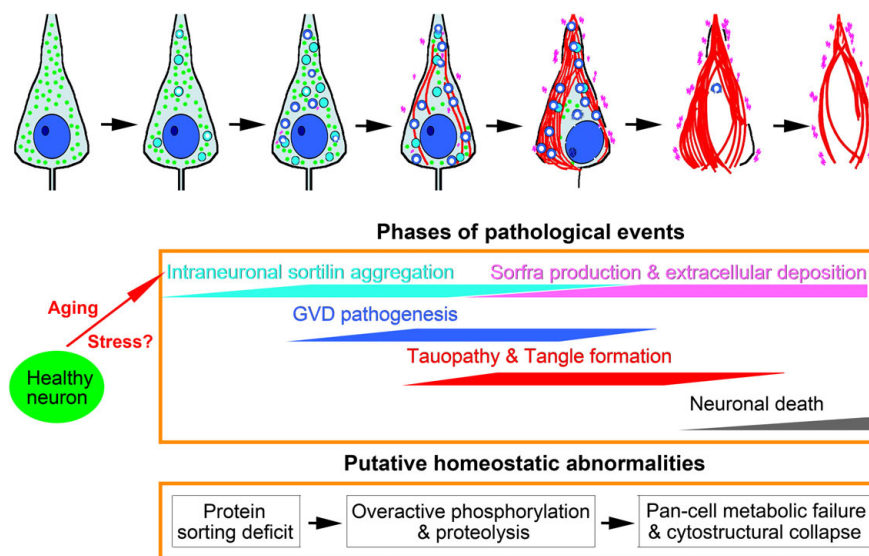 Phases of pathological events
Intraneuronal sortilin aggregation
Sorfra production & extracellular deposition
GVD pathogenesis
Aging
Stress?
Tauopathy & Tangle formation
Healthy
neuron
Neuronal death
Putative homeostatic abnormalities
Protein
sorting deficit
Overactive phosphorylation
& proteolysis
Pan-cell metabolic failure
& cytostructural collapse